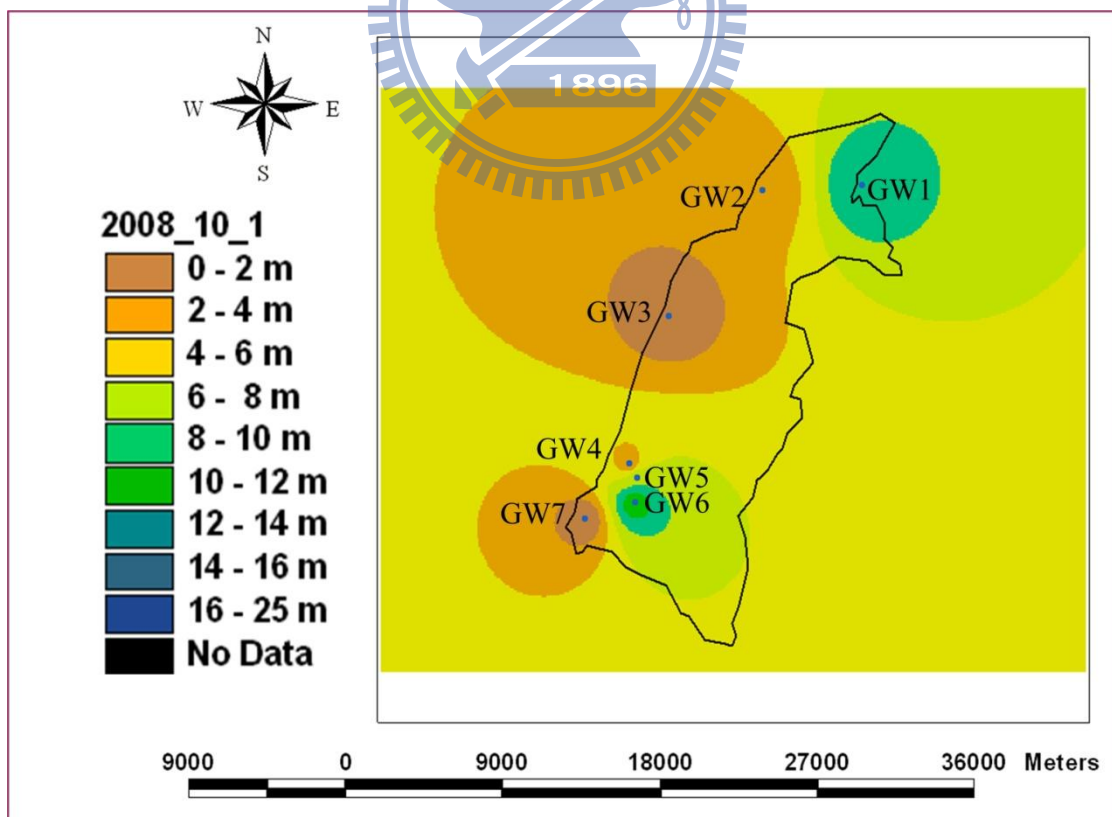 1896
N
W E
S
2008_10_1
0 - 2 m
2 - 4 m
4 - 6 m
6 - 8 m
8 - 10 m
10 - 12 m
12 - 14 m
14 - 16 m
16 - 25 m
No Data
GW2
GW1
GW3
GW4
GW5
GW6
GW7
9000 0 9000 18000 27000 36000 Meters